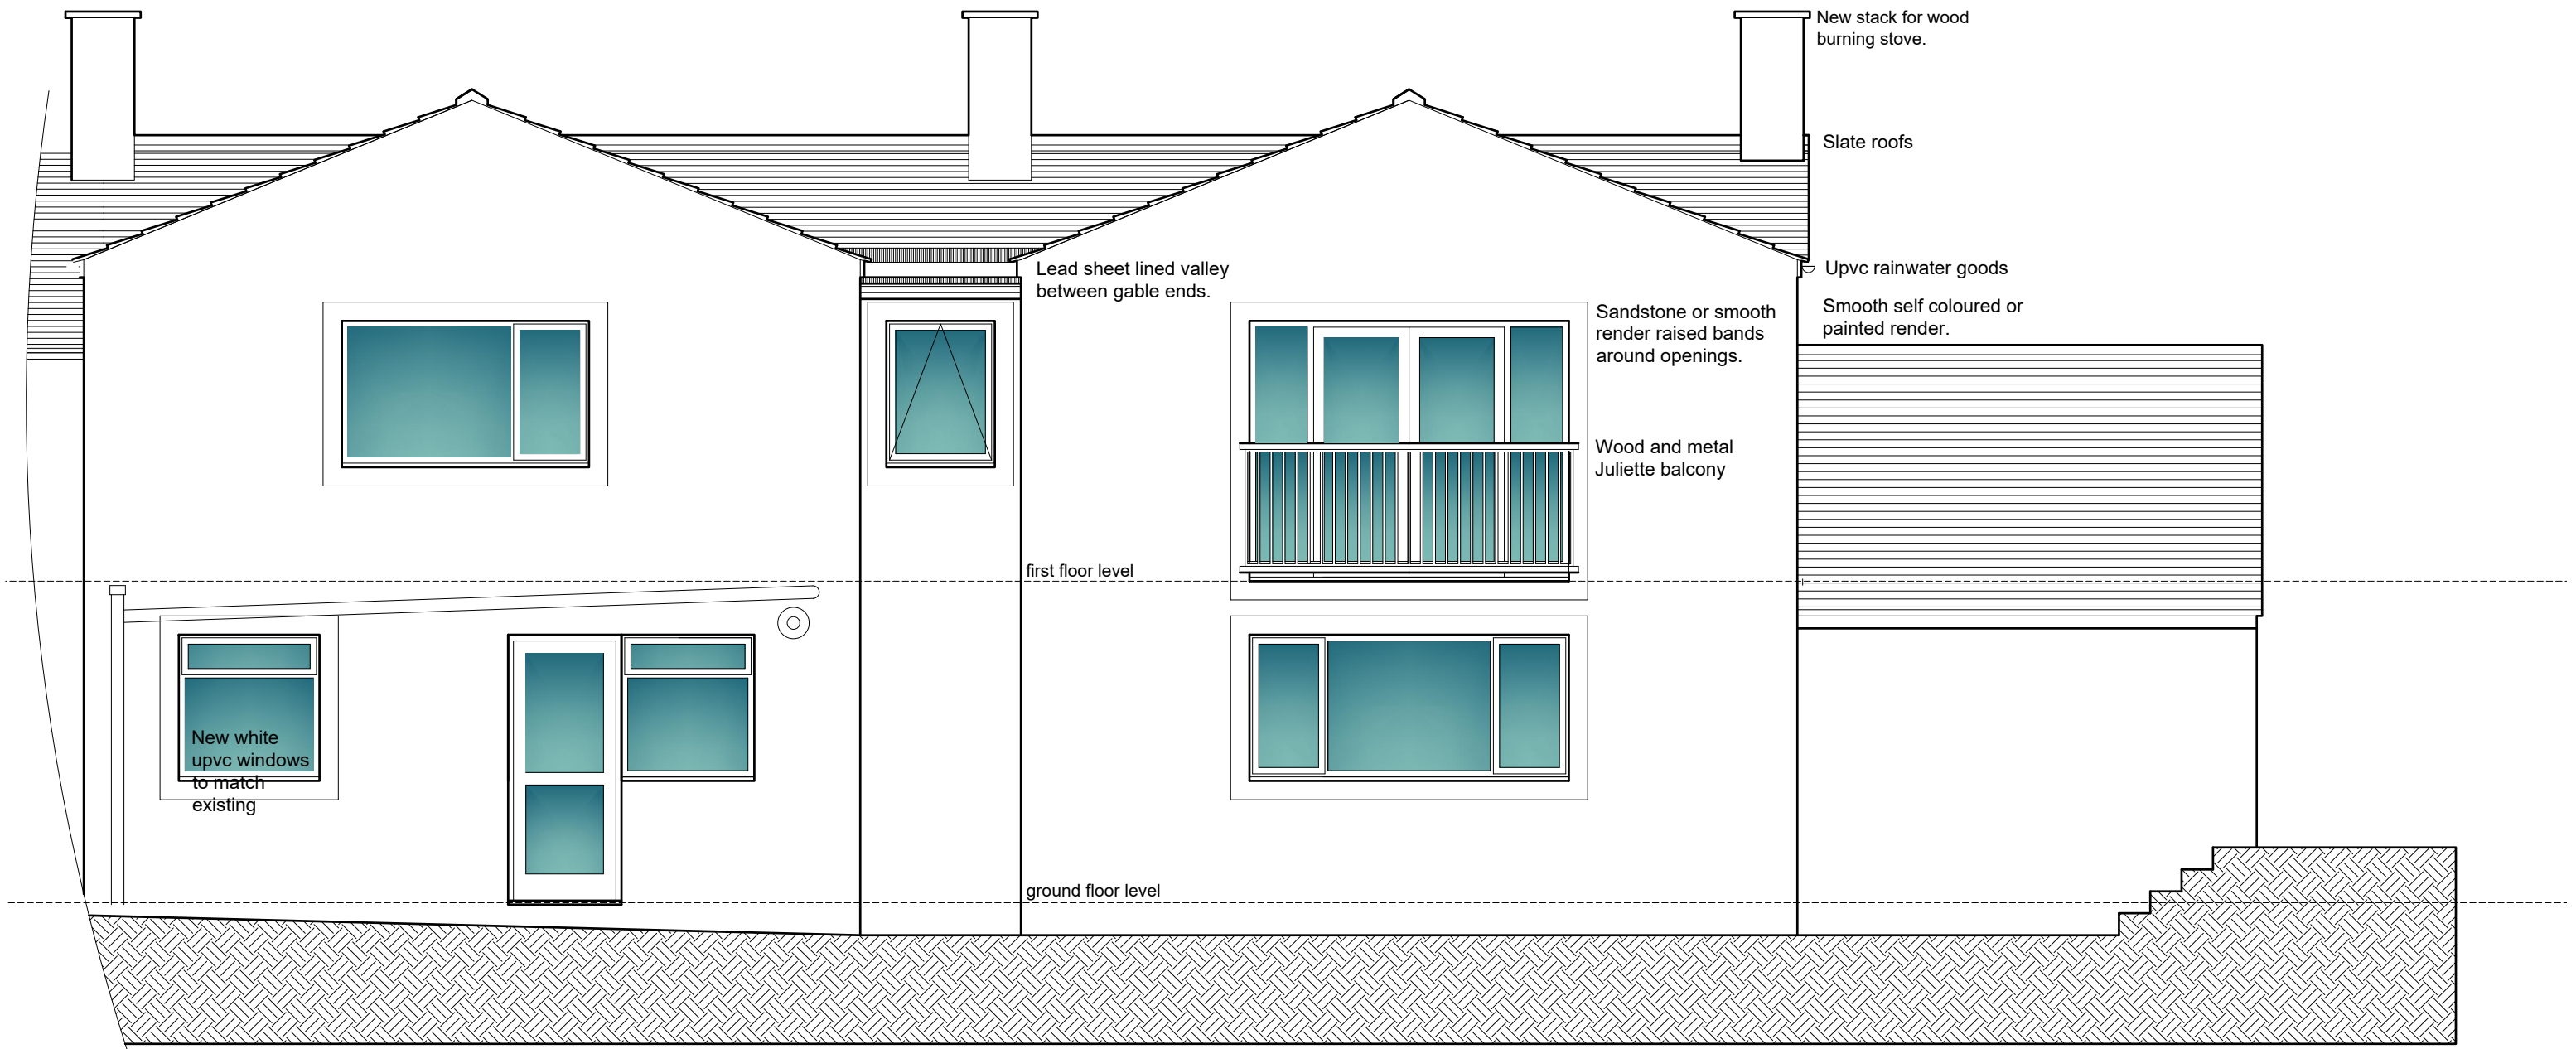 New stack for wood
burning stove.
Slate roofs
Lead sheet lined valley
between gable ends.
Upvc rainwater goods
Smooth self coloured or
painted render.
Sandstone or smooth
render raised bands
around openings.
Wood and metal
Juliette balcony
first floor level
New white
upvc windows
to match
existing
ground floor level